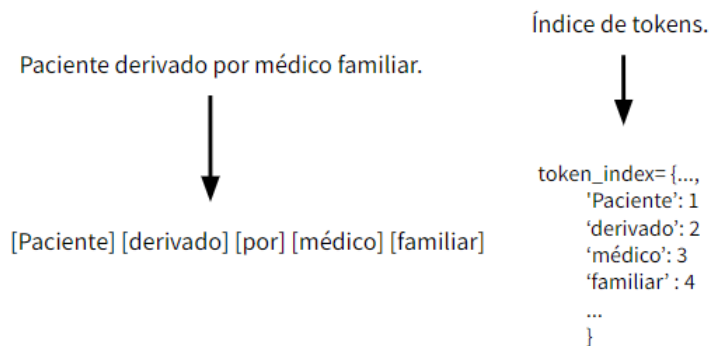 Índice de tokens.
Paciente derivado por médico familiar.
[Paciente] [derivado] [por] [médico] [familiar]
token_index= {...,
'Paciente’: 1
‘derivado’: 2
‘médico’: 3
‘familiar’ : 4
...
}